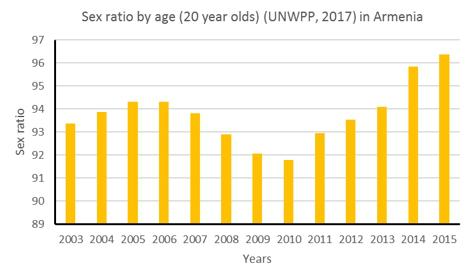 Sex ratio by age (20 year olds) (UNWPP, 2017) in Armenia
97
96
95
94
93
92
91
90
89
Sex ratio
2003 2004 2005 2006 2007 2008 2009 2010 2011 2012 2013 2014 2015
Years